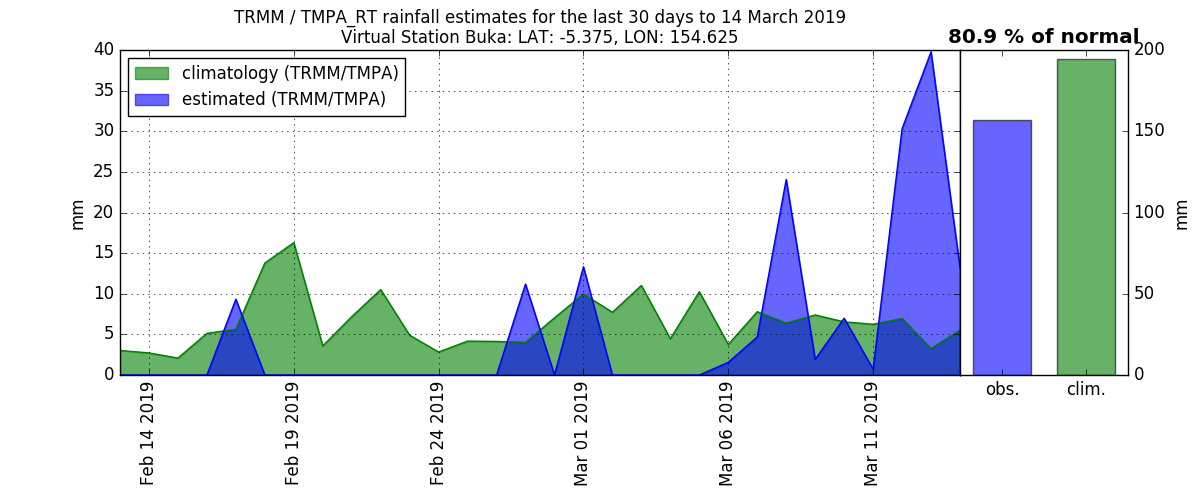 TRMM / TMPA_RT rainfall estimates for the last 30 days to 14 March 2019
Virtual Station Buka: LAT: -5.375, LON: 154.625
80.9 % of normal
climatology (TRMM/TMPA)
estimated (TRMM/TMPA)
40
35
30
25
20
15
10
5
0
mm
Feb 14 2019
Feb 19 2019
Feb 24 2019
Mar 01 2019
Mar 06 2019
Mar 11 2019
200
150
100
50
0
mm
obs.
clim.